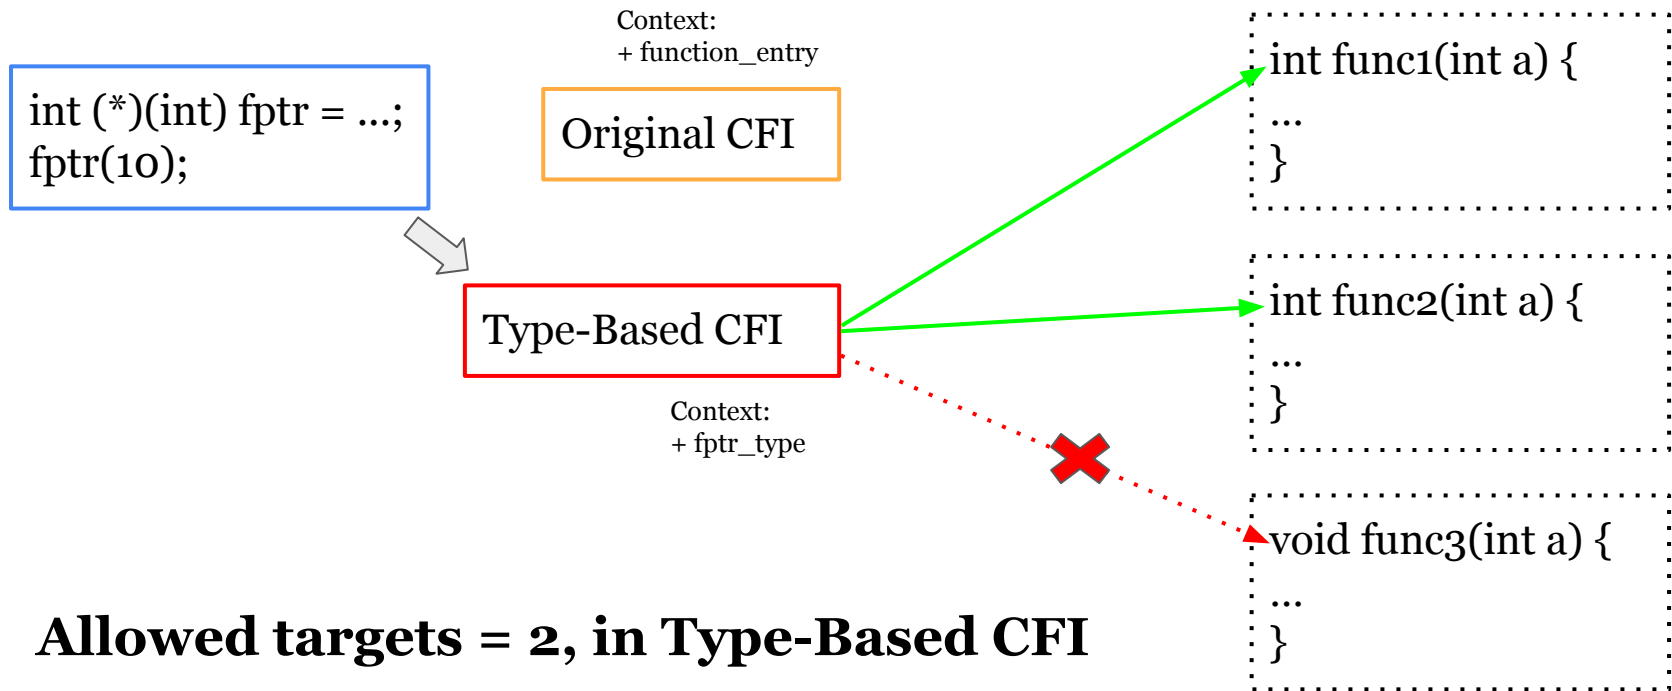 int (*)(int) fptr = ...;
fptr(10);
Context:
+ function_entry
Original CFI
Type-Based CFI
Context:
+ fptr_type
int func1(int a) {
...
}
int func2(int a) {
...
}
void func3(int a) {
...
}
Allowed targets = 2, in Type-Based CFI